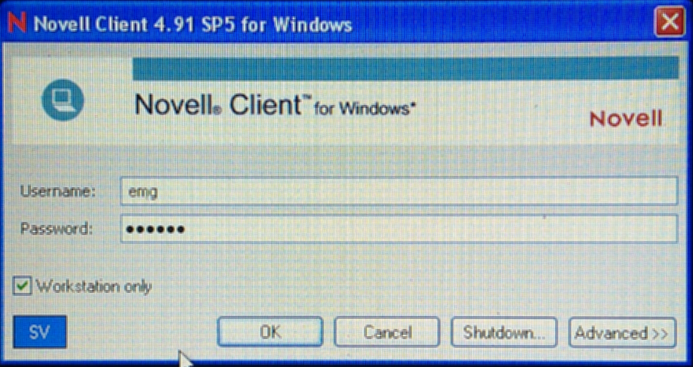 N Novell Client 4.91 SP5 for Windows
Novell® Client™ for Windows*
Novell
Username: emg
Password: ••••••
Workstation only
SV OK Cancel Shutdown... Advanced >>